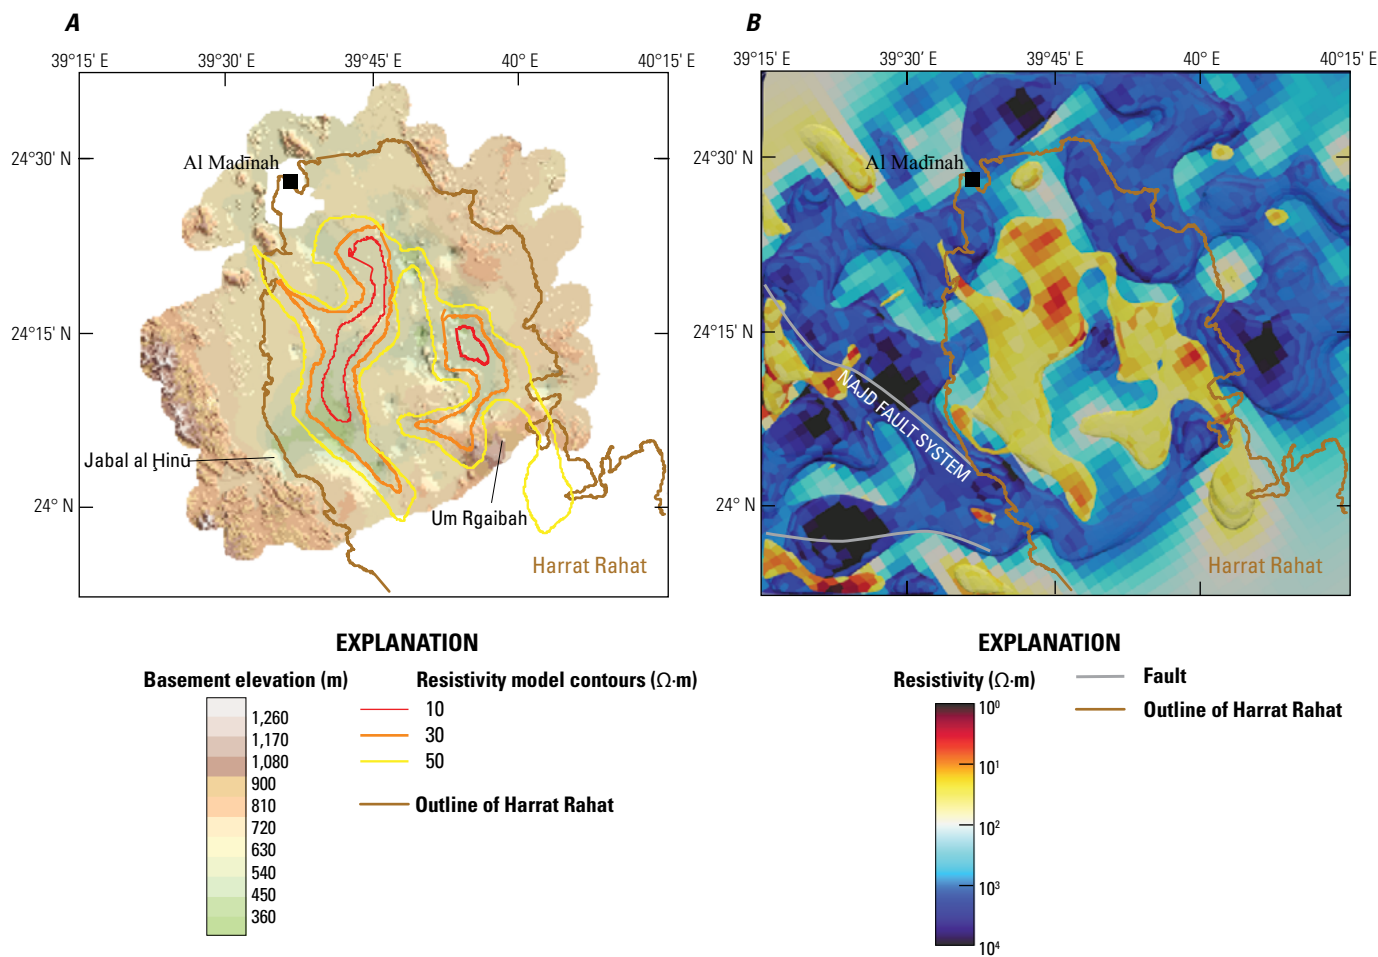 A
39°15' E
39°30' E
39°45' E
40° E
40°15' E
24°30' N
24°15' N
24° N
Al Madīnah
Jabal al Ḩinū
Um Rgaibah
Harrat Rahat
EXPLANATION
Basement elevation (m)
1,260
1,170
1,080
900
810
720
630
540
450
360
Resistivity model contours (Ω·m)
10
30
50
Outline of Harrat Rahat
B
39°15' E
39°30' E
39°45' E
40° E
40°15' E
24°30' N
24°15' N
24° N
Al Madīnah
NAJD FAULT SYSTEM
Harrat Rahat
EXPLANATION
Resistivity (Ω·m)
10⁰
10¹
10²
10³
10⁴
Fault
Outline of Harrat Rahat